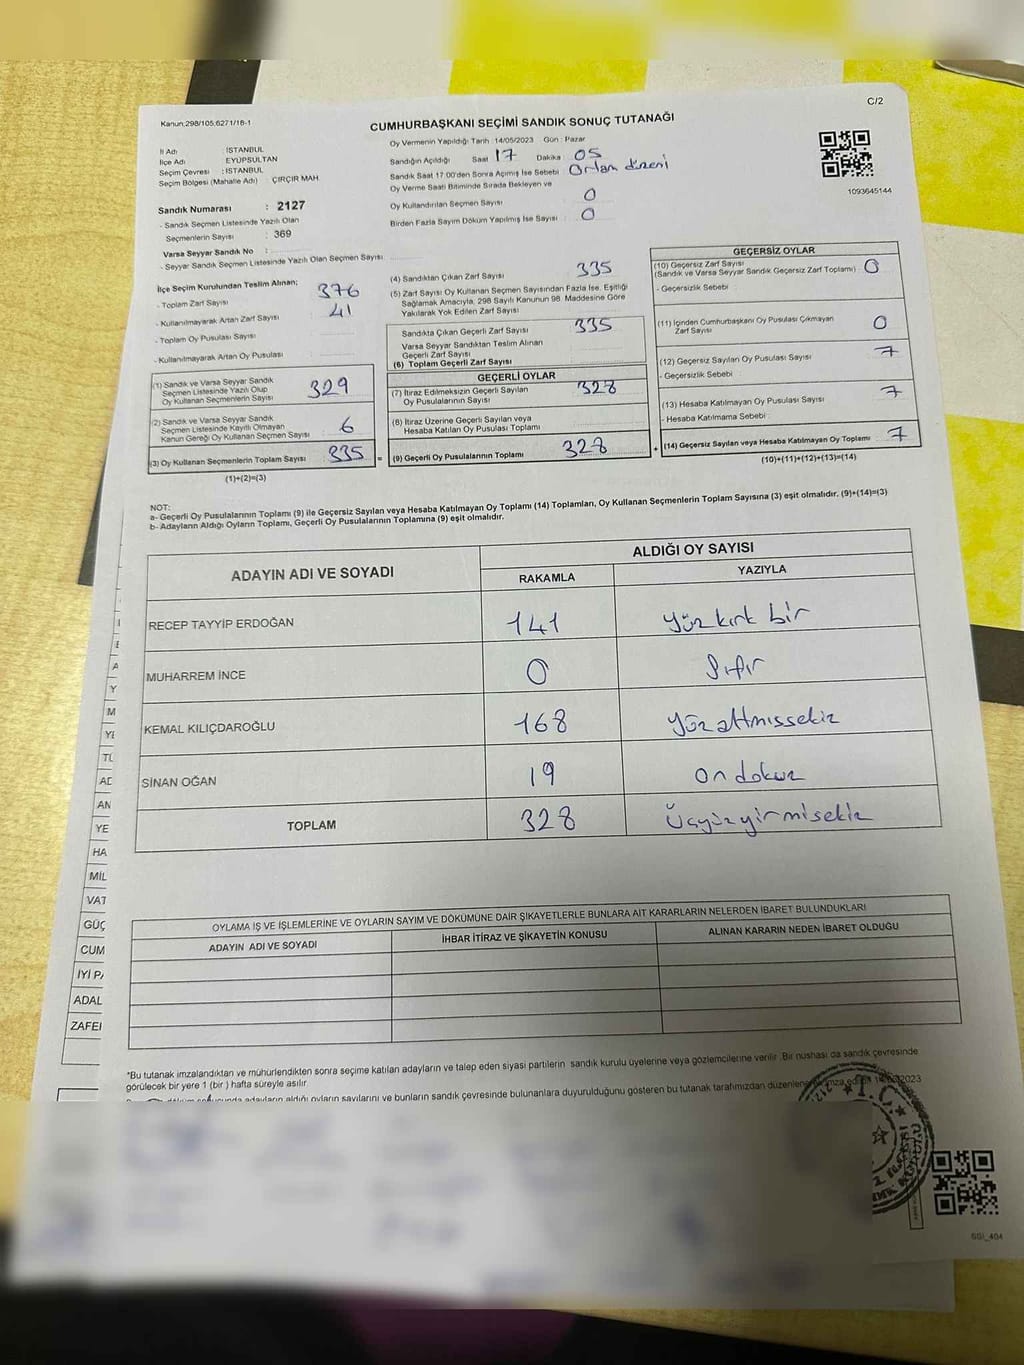 C/2
Kanun;298/105,6271/18-1
CUMHURBAŞKANI SEÇİMİ SANDIK SONUÇ TUTANAĞI
İl Adı : İSTANBUL
İlçe Adı : EYÜPSULTAN
Seçim Çevresi : İSTANBUL
Seçim Bölgesi (Mahalle Adı) ÇIRÇIR MAH.
Sandık Numarası : 2127
- Sandık Seçmen Listesinde Yazılı Olan
Seçmenlerin Sayısı : 369
Varsa Seyyar Sandık No :
- Seyyar Sandık Seçmen Listesinde Yazılı Olan Seçmen Sayısı
Oy Vermenin Yapıldığı Tarih :14/05/2023 Gün : Pazar
Sandığın Açıldığı Saat 17 Dakika 05
Sandık Saat 17:00'den Sonra Açımış İse Sebebi Ortam düzeni
Oy Verme Saati Bitiminde Sırada Bekleyen ve
Oy Kullandırılan Seçmen Sayısı 0
Birden Fazla Sayım Döküm Yapılmış İse Sayısı 0
1093645144
İlçe Seçim Kurulundan Teslim Alınan;
- Toplam Zarf Sayısı 376
- Kullanılmayarak Artan Zarf Sayısı 41
- Toplam Oy Pusulası Sayısı
- Kullanılmayarak Artan Oy Pusulası
(1) Sandık ve Varsa Seyyar Sandık
Seçmen Listesinde Yazılı Olup
Oy Kullanan Seçmenlerin Sayısı 329
(2) Sandık ve Varsa Seyyar Sandık
Seçmen Listesinde Kayıtlı Olmayan
Kanun Gereği Oy Kullanan Seçmen Sayısı 6
(3) Oy Kullanan Seçmenlerin Toplam Sayısı 335 =
(1)+(2)=(3)
(4) Sandıktan Çıkan Zarf Sayısı 335
(5) Zarf Sayısı Oy Kullanan Seçmen Sayısından Fazla İse, Eşitliği
Sağlamak Amacıyla, 298 Sayılı Kanunun 98. Maddesine Göre
Yakılarak Yok Edilen Zarf Sayısı
Sandıkta Çıkan Geçerli Zarf Sayısı 335
Varsa Seyyar Sandıktan Teslim Alınan
Geçerli Zarf Sayısı
(6) Toplam Geçerli Zarf Sayısı
GEÇERLİ OYLAR
(7) İtiraz Edilmeksizin Geçerli Sayılan
Oy Pusulalarının Sayısı 328
(8) İtiraz Üzerine Geçerli Sayılan veya
Hesaba Katılan Oy Pusulası Toplamı
(9) Geçerli Oy Pusulalarının Toplamı 328 +
GEÇERSİZ OYLAR
(10) Geçersiz Zarf Sayısı
(Sandık ve Varsa Seyyar Sandık Geçersiz Zarf Toplamı) 0
- Geçersizlik Sebebi
(11) İçinden Cumhurbaşkanı Oy Pusulası Çıkmayan
Zarf Sayısı 0
(12) Geçersiz Sayılan Oy Pusulası Sayısı 7
- Geçersizlik Sebebi :
(13) Hesaba Katılmayan Oy Pusulası Sayısı 7
- Hesaba Katılmama Sebebi :
(14) Geçersiz Sayılan veya Hesaba Katılmayan Oy Toplamı 7
(10)+(11)+(12)+(13)=(14)
NOT:
a- Geçerli Oy Pusulalarının Toplamı (9) ile Geçersiz Sayılan veya Hesaba Katılmayan Oy Toplamı (14) Toplamları, Oy Kullanan Seçmenlerin Toplam Sayısına (3) eşit olmalıdır. (9)+(14)=(3)
b- Adayların Aldığı Oyların Toplamı, Geçerli Oy Pusulalarının Toplamına (9) eşit olmalıdır.
ADAYIN ADI VE SOYADI
ALDIĞI OY SAYISI
RAKAMLA YAZIYLA
RECEP TAYYİP ERDOĞAN 141 yüz kırk bir
MUHARREM İNCE 0 Sıfır
KEMAL KILIÇDAROĞLU 168 Yüzaltmışsekiz
SİNAN OĞAN 19 On dokuz
TOPLAM 328 Üçyüzyirmisekiz
E
A
Y
M
YE
TÜ
AD
AN
YE
HA
MİL
VAT
GÜÇ
CUM
İYİ PA
ADAL
ZAFEI
OYLAMA İŞ VE İŞLEMLERİNE VE OYLARIN SAYIM VE DÖKÜMÜNE DAİR ŞİKAYETLERLE BUNLARA AİT KARARLARIN NELERDEN İBARET BULUNDUKLARI
ADAYIN ADI VE SOYADI İHBAR İTİRAZ VE ŞİKAYETİN KONUSU ALINAN KARARIN NEDEN İBARET OLDUĞU
*Bu tutanak imzalandıktan ve mühürlendikten sonra seçime katılan adayların ve talep eden siyasi partilerin sandık kurulu üyelerine veya gözlemcilerine verilir .Bir nushası da sandık çevresinde
görülecek bir yere 1 (bir ) hafta süreyle asılır.
adayların aldığı oyların sayılarını ve bunların sandık çevresinde bulunanlara duyurulduğunu gösteren bu tutanak tarafımızdan düzenlene
T.C.